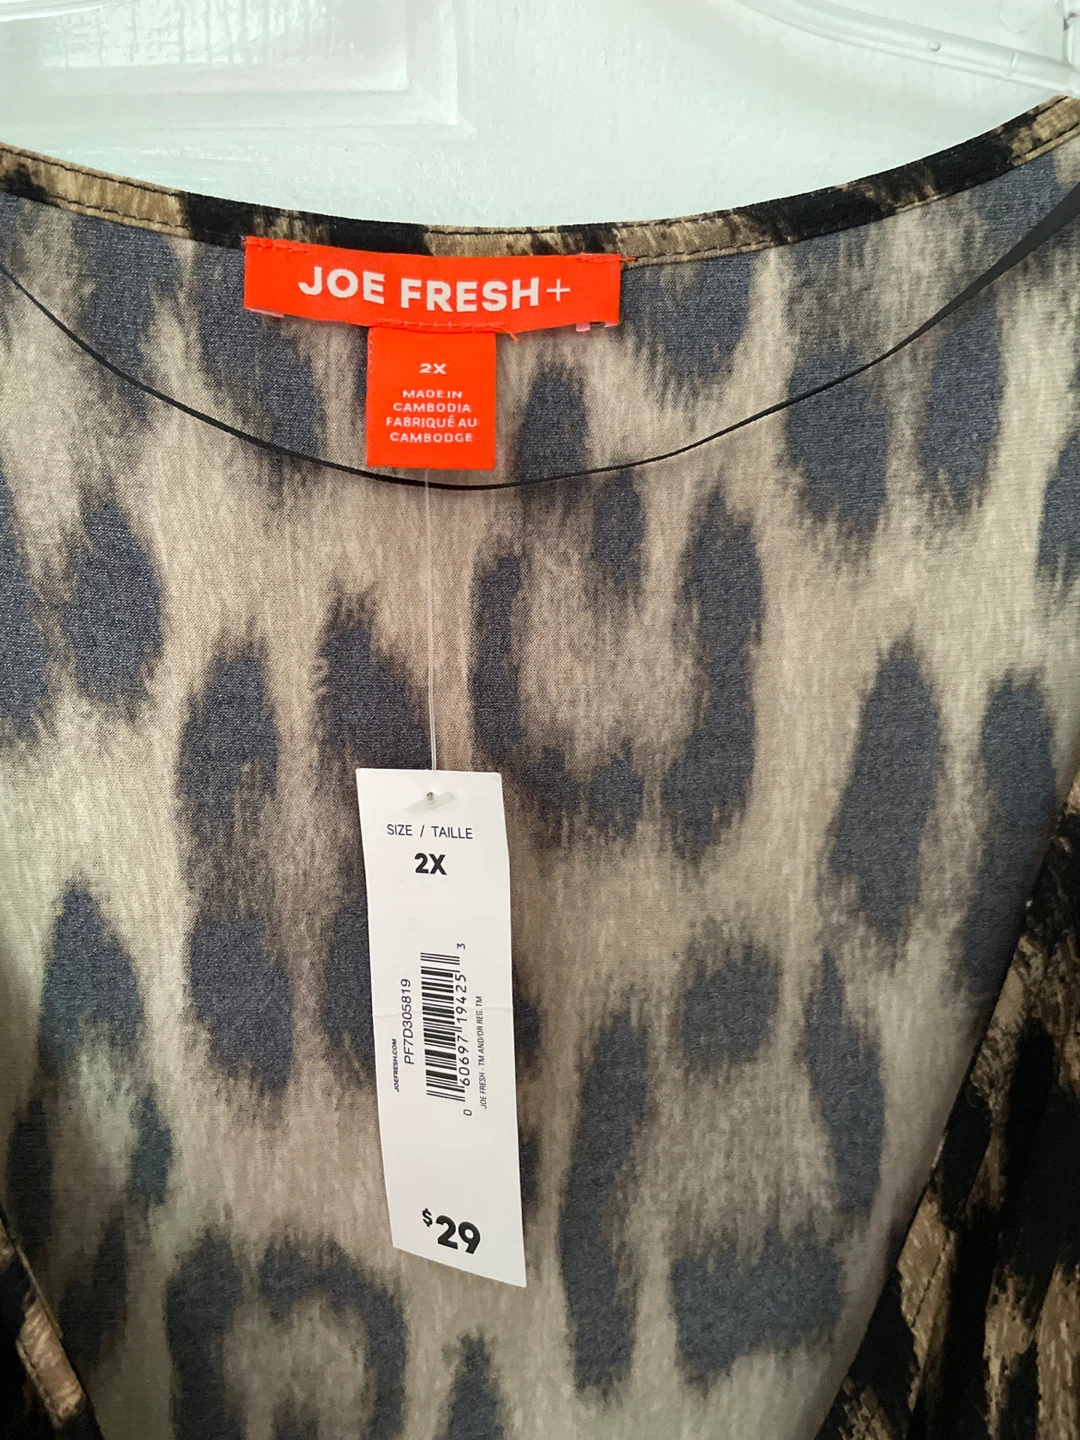 JOE FRESH+
2X
MADE IN
CAMBODIA
FABRIQUÉ AU
CAMBODGE
SIZE / TAILLE
2X
JOEFRESH.COM
PF7D305819
0 60697 19425 3
JOE FRESH - TM AND/OR REG.TM
$29